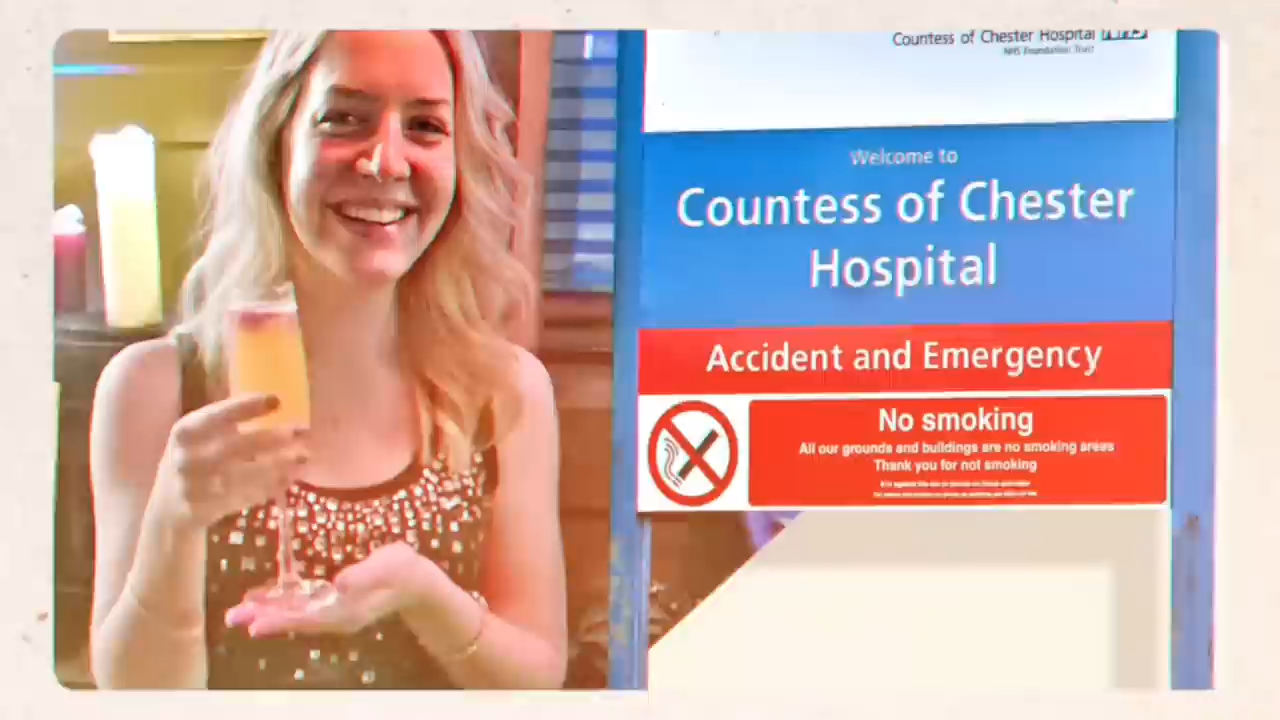 Countess of Chester Hospital
NHS Foundation Trust
Welcome to
Countess of Chester
Hospital
Accident and Emergency
No smoking
All our grounds and buildings are no smoking areas
Thank you for not smoking